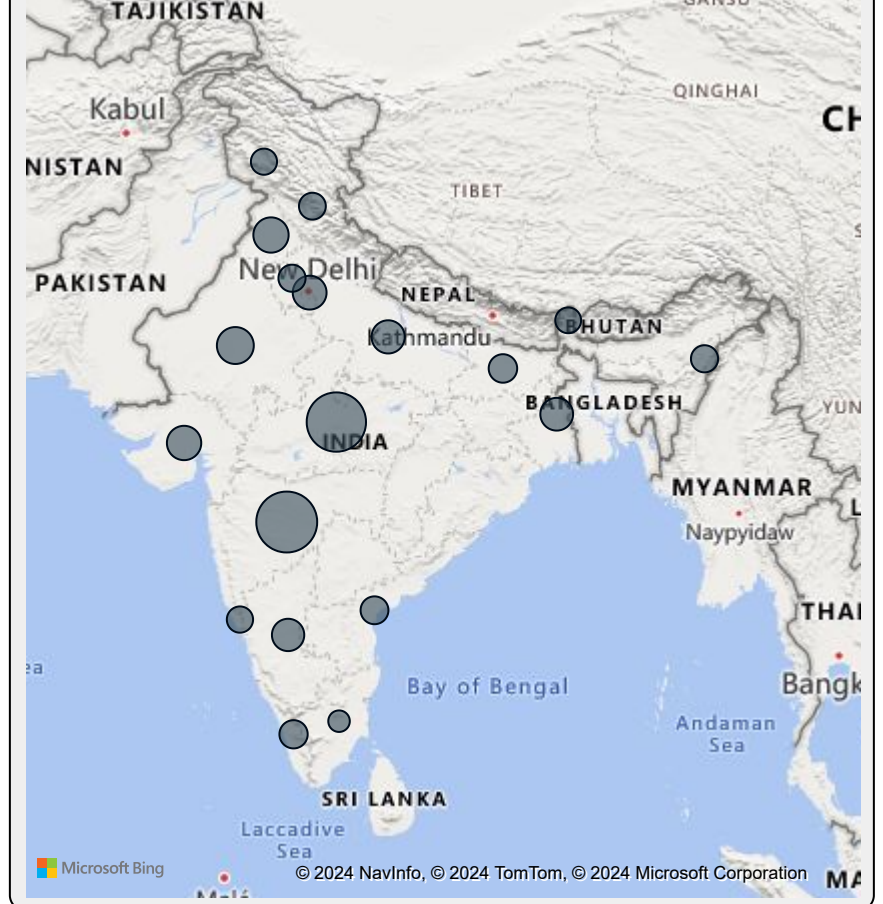 TAJIKISTAN
QINGHAI
Kabul
CH
NISTAN
TIBET
New Delhi
PAKISTAN
NEPAL
BHUTAN
Kathmandu
BANGLADESH
YUN
INDIA
MYANMAR
L
Naypyidaw
THAI
Bay of Bengal
Bangk
ea
Andaman
Sea
SRI LANKA
Laccadive
Sea
Microsoft Bing
© 2024 NavInfo, © 2024 TomTom, © 2024 Microsoft Corporation
MA